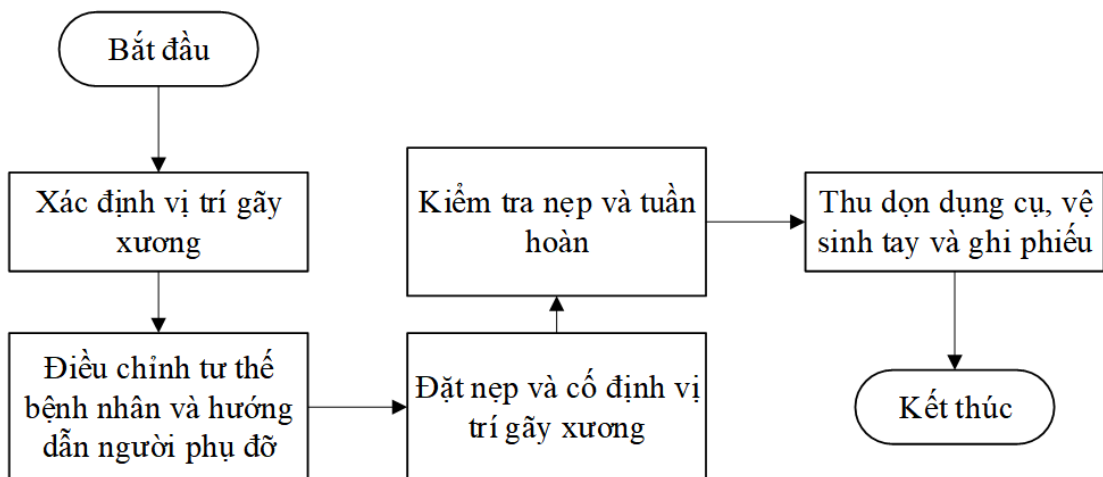 Bắt đầu
Xác định vị trí gãy
xương
Điều chỉnh tư thế
bệnh nhân và hướng
dẫn người phụ đỡ
Đặt nẹp và cố định vị
trí gãy xương
Kiểm tra nẹp và tuần
hoàn
Thu dọn dụng cụ, vệ
sinh tay và ghi phiếu
Kết thúc